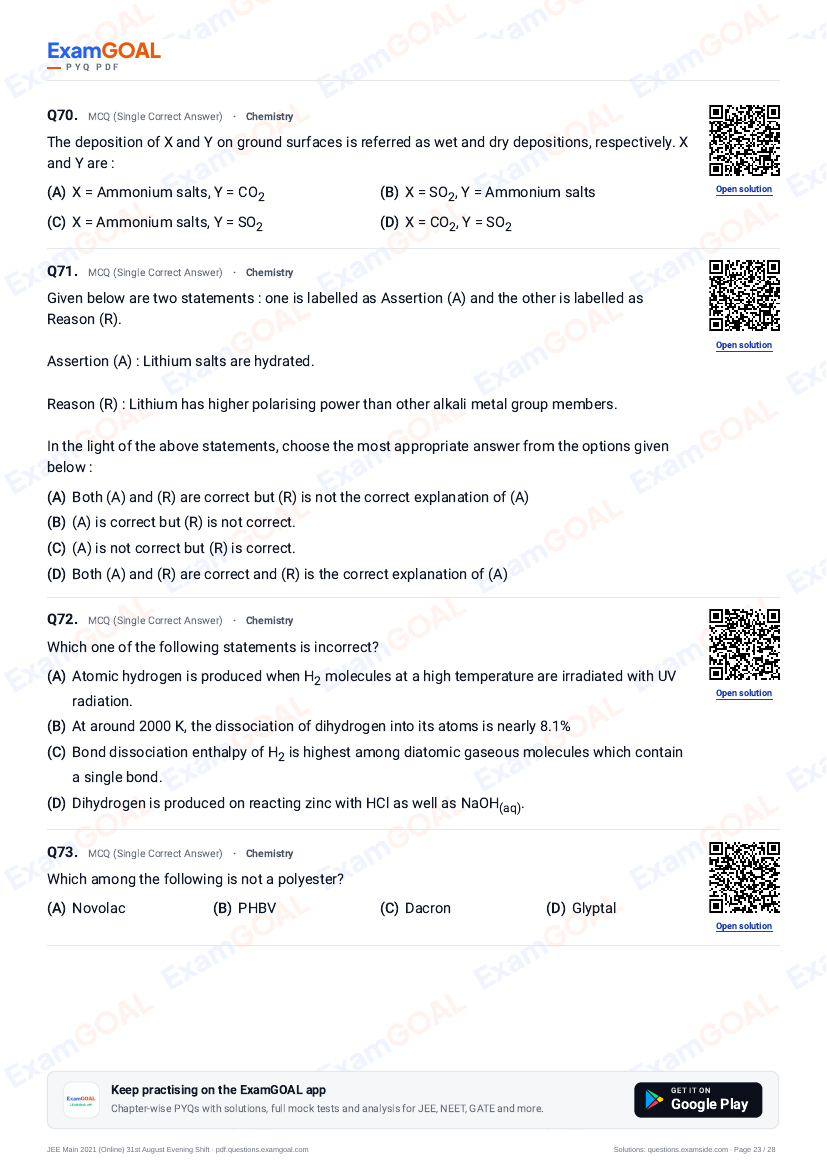 ExamGOAL
PYQ PDF
Q70. MCQ (Single Correct Answer) · Chemistry
The deposition of X and Y on ground surfaces is referred as wet and dry depositions, respectively. X
and Y are :
(A) X = Ammonium salts, Y = CO2
(B) X = SO2, Y = Ammonium salts
(C) X = Ammonium salts, Y = SO2
(D) X = CO2, Y = SO2
Open solution
Q71. MCQ (Single Correct Answer) · Chemistry
Given below are two statements : one is labelled as Assertion (A) and the other is labelled as
Reason (R).
Assertion (A) : Lithium salts are hydrated.
Reason (R) : Lithium has higher polarising power than other alkali metal group members.
In the light of the above statements, choose the most appropriate answer from the options given
below :
(A) Both (A) and (R) are correct but (R) is not the correct explanation of (A)
(B) (A) is correct but (R) is not correct.
(C) (A) is not correct but (R) is correct.
(D) Both (A) and (R) are correct and (R) is the correct explanation of (A)
Open solution
Q72. MCQ (Single Correct Answer) · Chemistry
Which one of the following statements is incorrect?
(A) Atomic hydrogen is produced when H2 molecules at a high temperature are irradiated with UV
radiation.
(B) At around 2000 K, the dissociation of dihydrogen into its atoms is nearly 8.1%
(C) Bond dissociation enthalpy of H2 is highest among diatomic gaseous molecules which contain
a single bond.
(D) Dihydrogen is produced on reacting zinc with HCl as well as NaOH(aq).
Open solution
Q73. MCQ (Single Correct Answer) · Chemistry
Which among the following is not a polyester?
(A) Novolac
(B) PHBV
(C) Dacron
(D) Glyptal
Open solution
ExamGOAL
Keep practising on the ExamGOAL app
Chapter-wise PYQs with solutions, full mock tests and analysis for JEE, NEET, GATE and more.
GET IT ON
Google Play
JEE Main 2021 (Online) 31st August Evening Shift · pdf.questions.examgoal.com
Solutions: questions.examside.com · Page 23 / 28